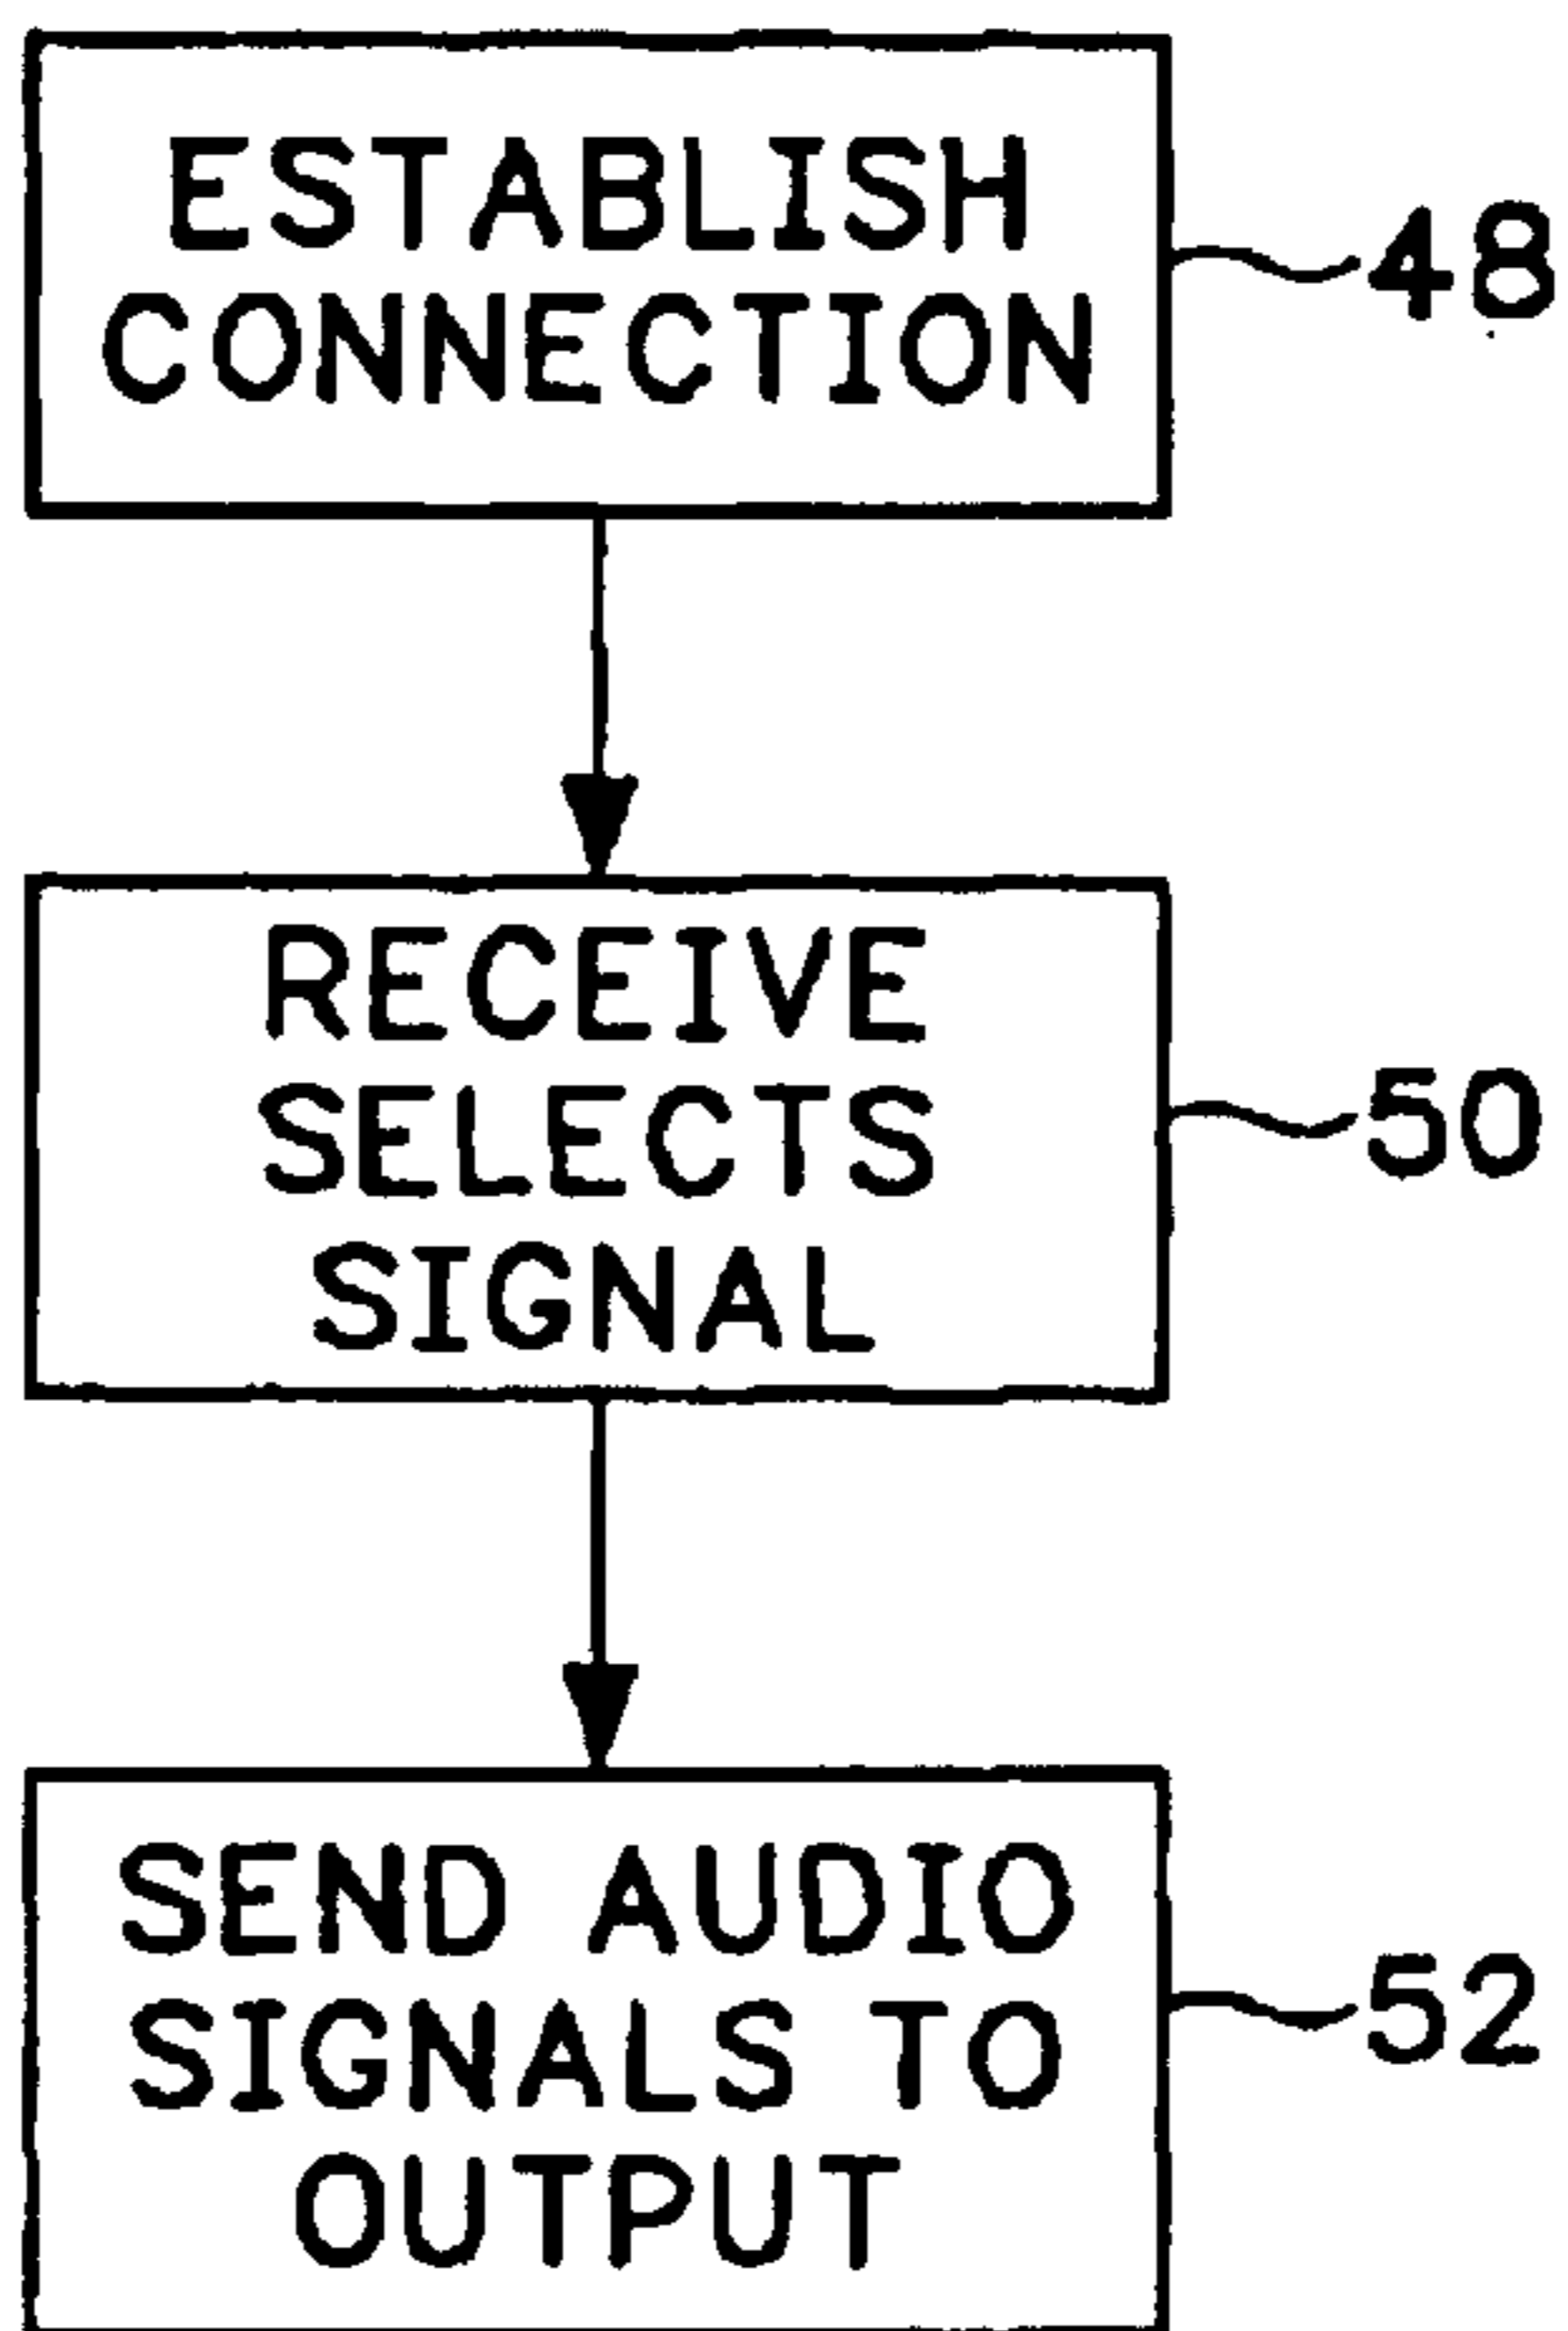 ESTABLISH
CONNECTION
48
RECEIVE
SELECTS
SIGNAL
50
SEND AUDIO
SIGNALS TO
OUTPUT
52